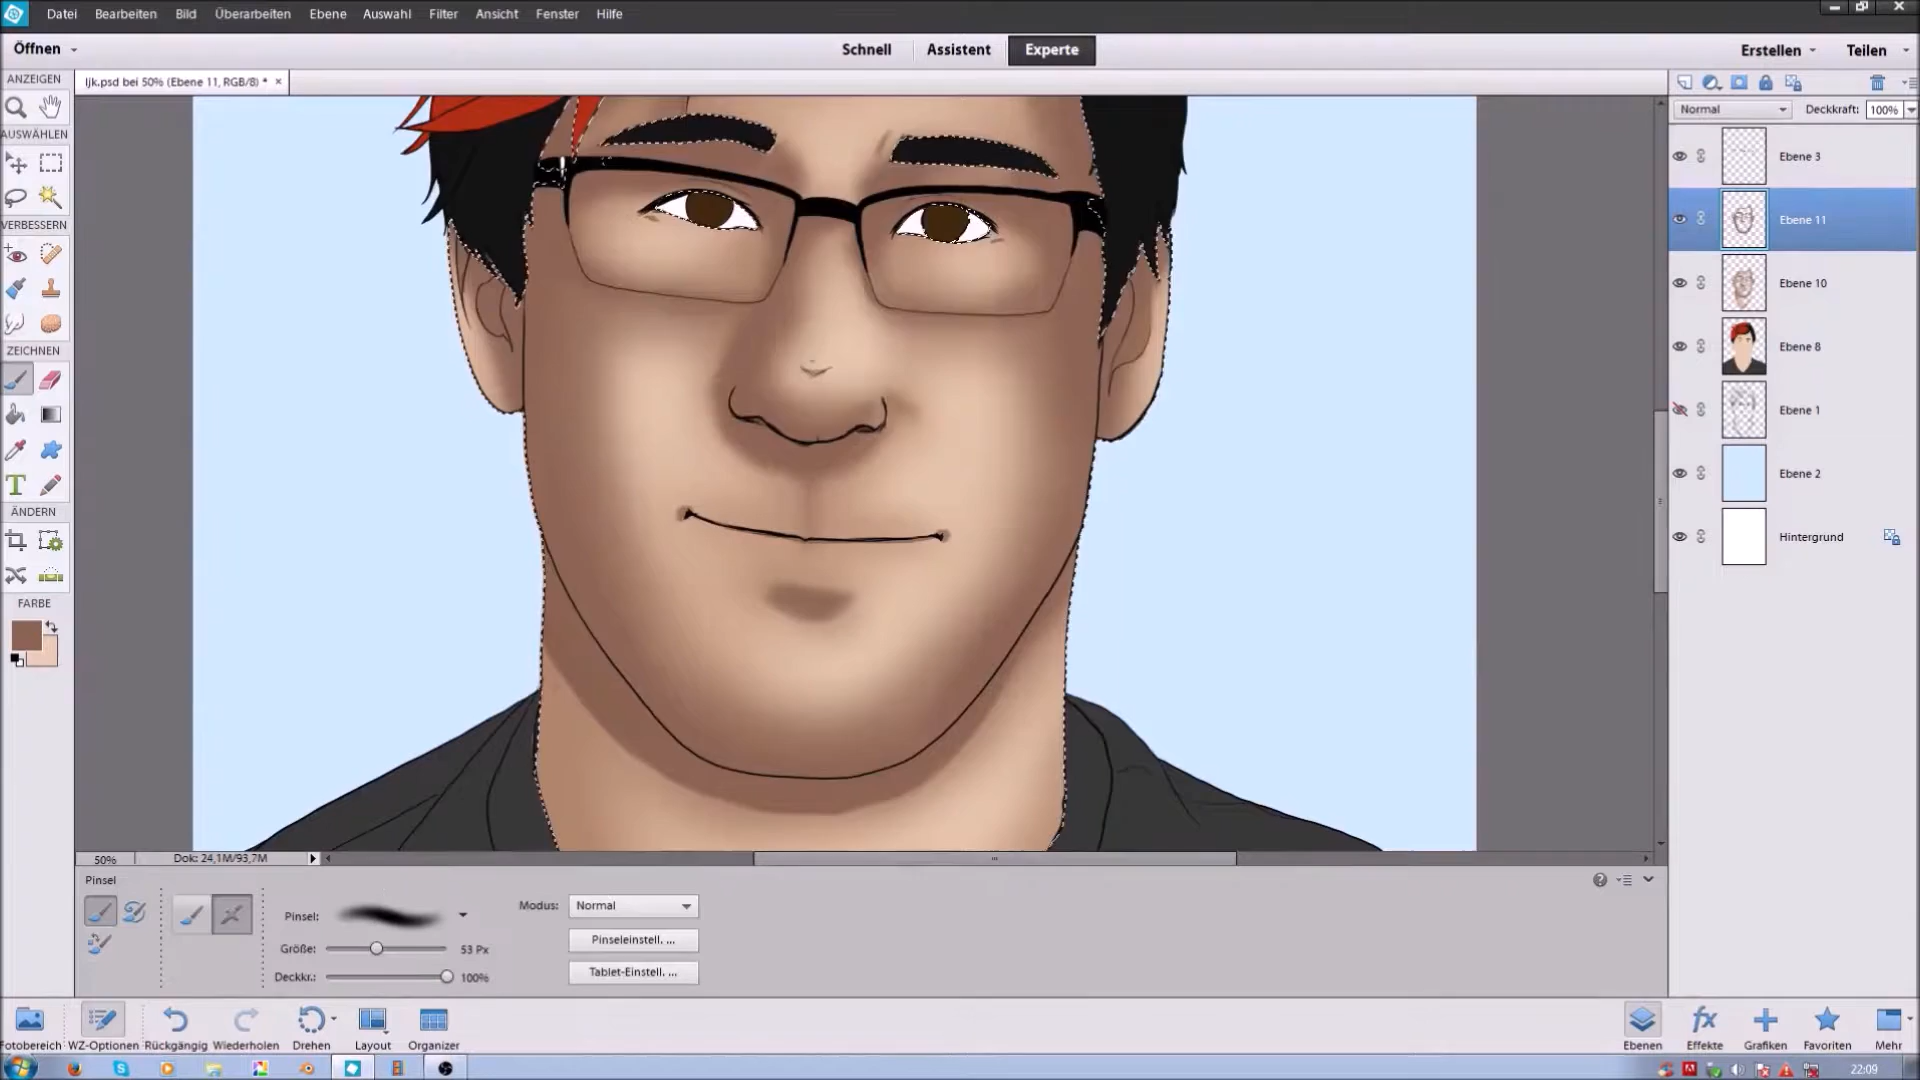 Datei Bearbeiten Bild Überarbeiten Ebene Auswahl Filter Ansicht Fenster Hilfe
Öffnen Schnell Assistent Experte Erstellen Teilen
ANZEIGEN
ljk.psd bei 50% (Ebene 11, RGB/8) * ×
Normal Deckkraft: 100%
AUSWÄHLEN
Ebene 3
Ebene 11
VERBESSERN
Ebene 10
ZEICHNEN
Ebene 8
Ebene 1
Ebene 2
T
ÄNDERN
Hintergrund
FARBE
50% Dok: 24,1M/93,7M
Pinsel
Pinsel:
Modus: Normal
Größe: 53 Px
Pinseleinstell. ...
Deckkr.: 100%
Tablet-Einstell. ...
fx
Fotobereich WZ-Optionen Rückgängig Wiederholen Drehen Layout Organizer Ebenen Effekte Grafiken Favoriten Mehr
22:09